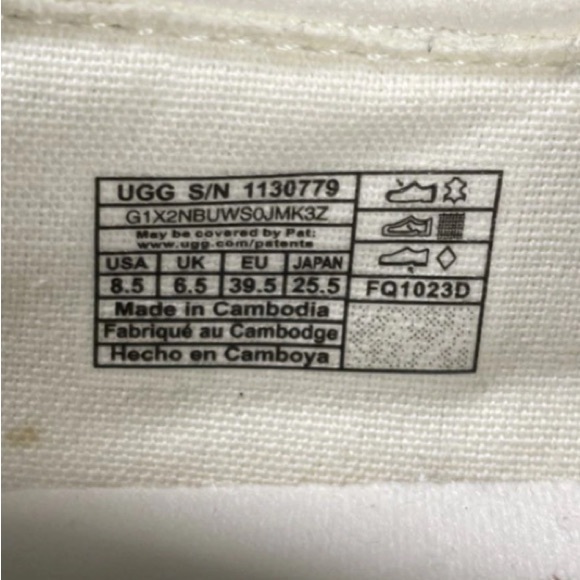 UGG S/N 1130779
G1X2NBUWS0JMK3Z
May be covered by Pat:
www.ugg.com/patents
USA UK EU JAPAN
8.5 6.5 39.5 25.5
FQ1023D
Made in Cambodia
Fabriqué au Cambodge
Hecho en Camboya